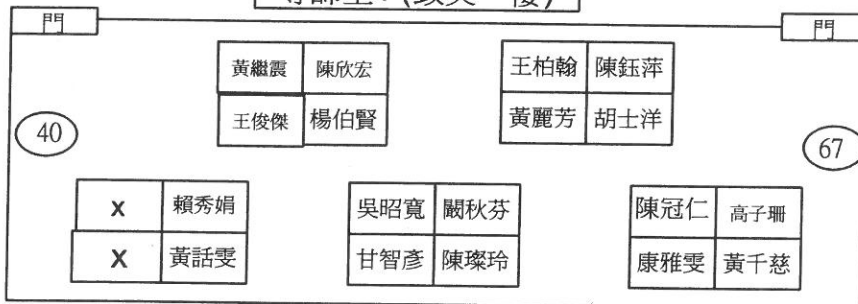 門 門
黃繼震 陳欣宏 王柏翰 陳鈺萍
王俊傑 楊伯賢 黃麗芳 胡士洋
40 67
X 賴秀娟 吳昭寬 闞秋芬 陳冠仁 高子珊
X 黃話雯 甘智彥 陳璨玲 康雅雯 黃千慈